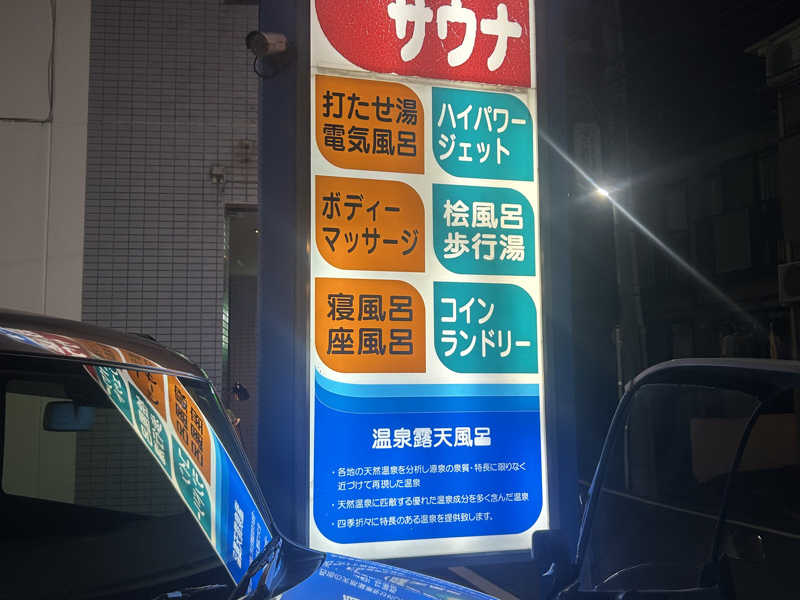 サウナ
打たせ湯
電気風呂
ハイパワー
ジェット
ボディー
マッサージ
桧風呂
歩行湯
寝風呂
座風呂
コイン
ランドリー
温泉露天風呂
・各地の天然温泉を分析し源泉の泉質・特長に限りなく
近づけて再現した温泉
・天然温泉に匹敵する優れた温泉成分を多く含んだ温泉
・四季折々に特長のある温泉を提供致します。